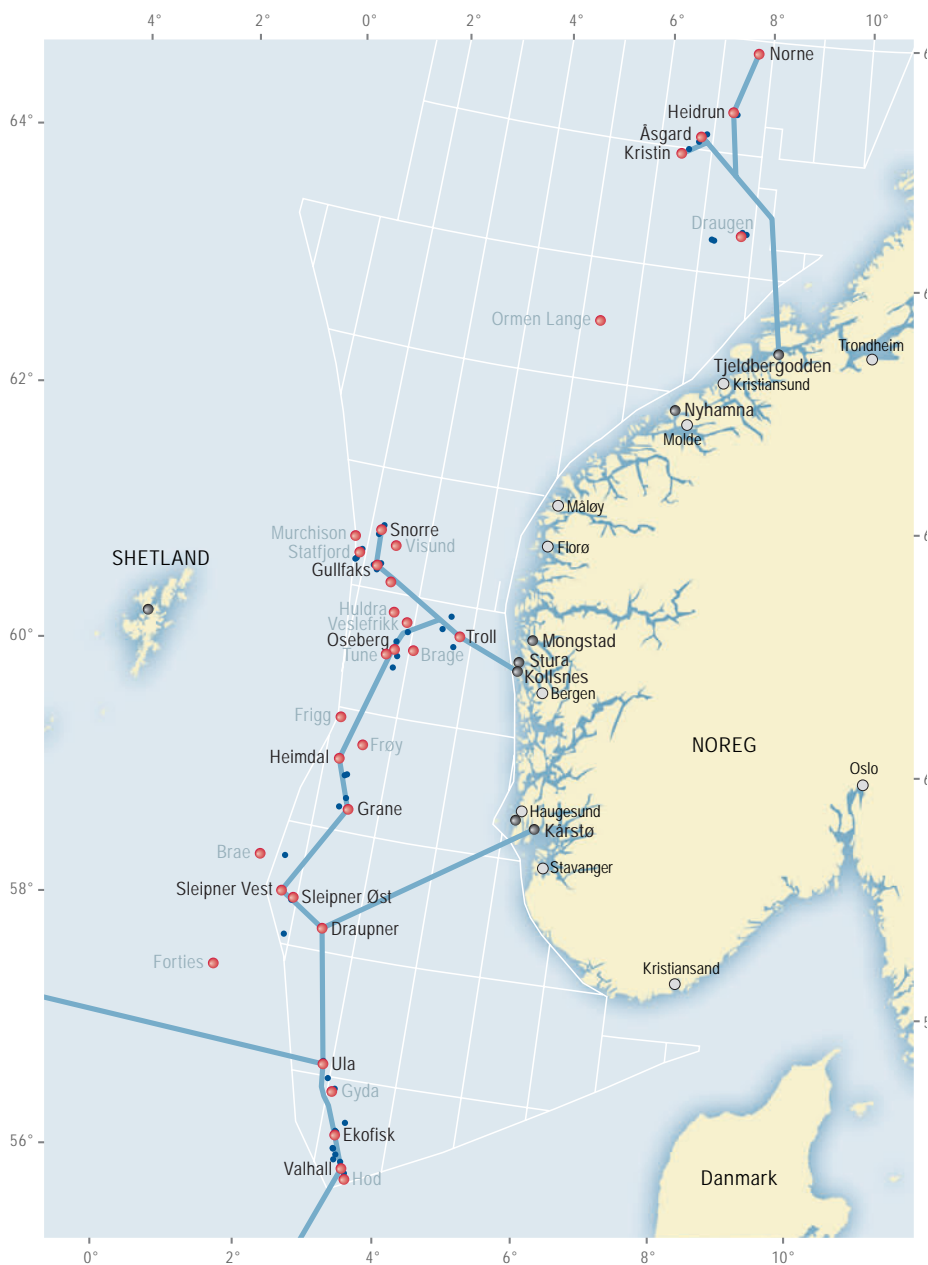 4° 2° 0° 2° 4° 6° 8° 10°
Norne
Heidrun
64°
Åsgard
Kristin
Draugen
Ormen Lange
Trondheim
Tjeldbergodden
62°
Kristiansund
Nyhamna
Molde
Måløy
Snorre
Murchison
Visund
Florø
Statfjord
SHETLAND
Gullfaks
Huldra
Veslefrikk
60°
Oseberg
Troll
Mongstad
Tune
Brage
Stura
Kollsnes
Bergen
Frigg
Frøy
NOREG
Heimdal
Oslo
Grane
Haugesund
Kårstø
Brae
Stavanger
58°
Sleipner Vest
Sleipner Øst
Draupner
Forties
Kristiansand
Ula
Gyda
Ekofisk
56°
Valhall
Hod
Danmark
0° 2° 4° 6° 8° 10°